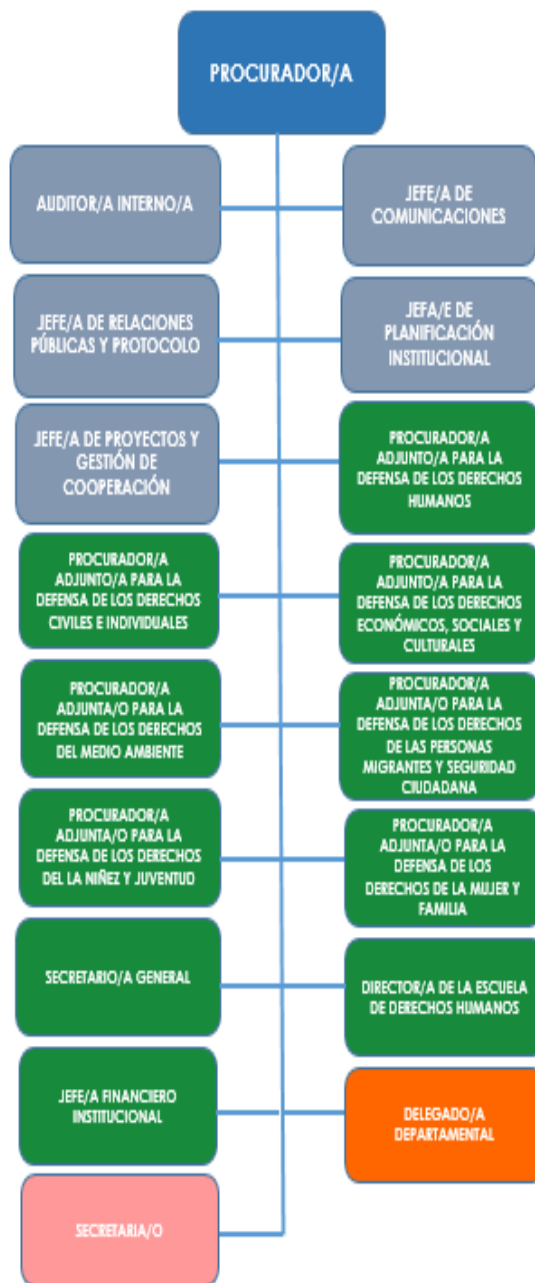 PROCURADOR/A
AUDITOR/A INTERNO/A
JEFE/A DE
COMUNICACIONES
JEFE/A DE RELACIONES
PÚBLICAS Y PROTOCOLO
JEFA/E DE
PLANIFICACIÓN
INSTITUCIONAL
JEFE/A DE PROYECTOS Y
GESTIÓN DE
COOPERACIÓN
PROCURADOR/A
ADJUNTO/A PARA LA
DEFENSA DE LOS DERECHOS
HUMANOS
PROCURADOR/A
ADJUNTO/A PARA LA
DEFENSA DE LOS DERECHOS
CIVILES E INDIVIDUALES
PROCURADOR/A
ADJUNTO/A PARA LA
DEFENSA DE LOS DERECHOS
ECONÓMICOS, SOCIALES Y
CULTURALES
PROCURADOR/A
ADJUNTA/O PARA LA
DEFENSA DE LOS DERECHOS
DEL MEDIO AMBIENTE
PROCURADOR/A
ADJUNTA/O PARA LA
DEFENSA DE LOS DERECHOS
DE LAS PERSONAS
MIGRANTES Y SEGURIDAD
CIUDADANA
PROCURADOR/A
ADJUNTA/O PARA LA
DEFENSA DE LOS DERECHOS
DEL LA NIÑEZ Y JUVENTUD
PROCURADOR/A
ADJUNTA/O PARA LA
DEFENSA DE LOS
DERECHOS DE LA MUJER Y
FAMILIA
SECRETARIO/A GENERAL
DIRECTOR/A DE LA ESCUELA
DE DERECHOS HUMANOS
JEFE/A FINANCIERO
INSTITUCIONAL
DELEGADO/A
DEPARTAMENTAL
SECRETARIA/O